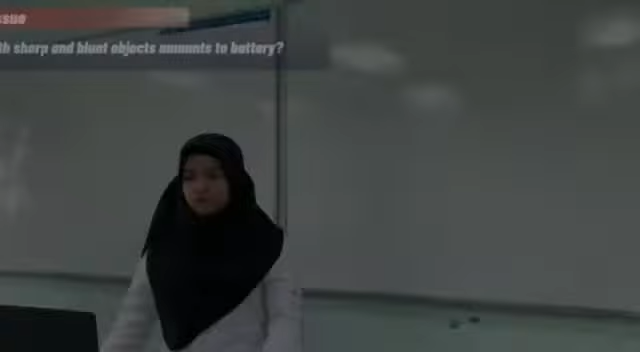 ssue
th sharp and blunt objects amounts to battery?